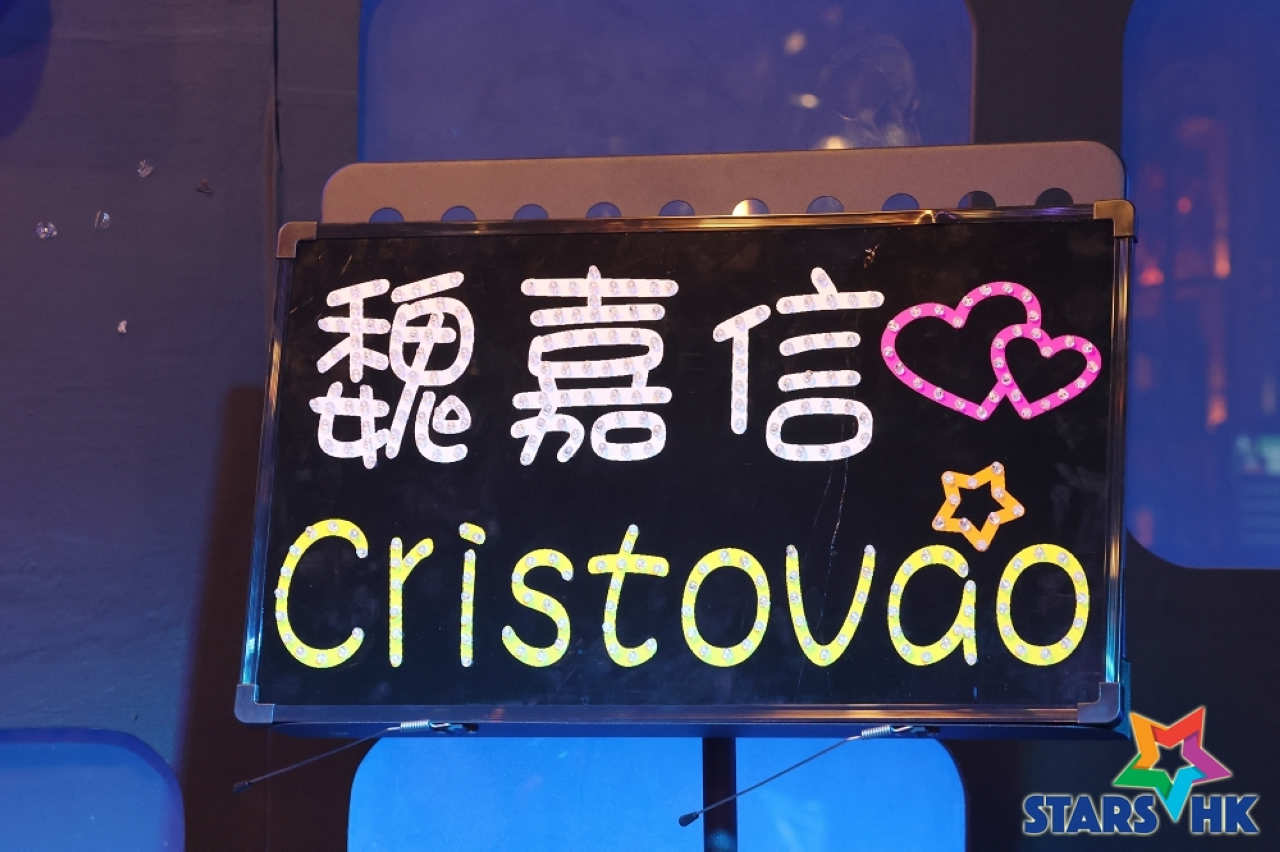 魏嘉信
Cristovao
STARS HK